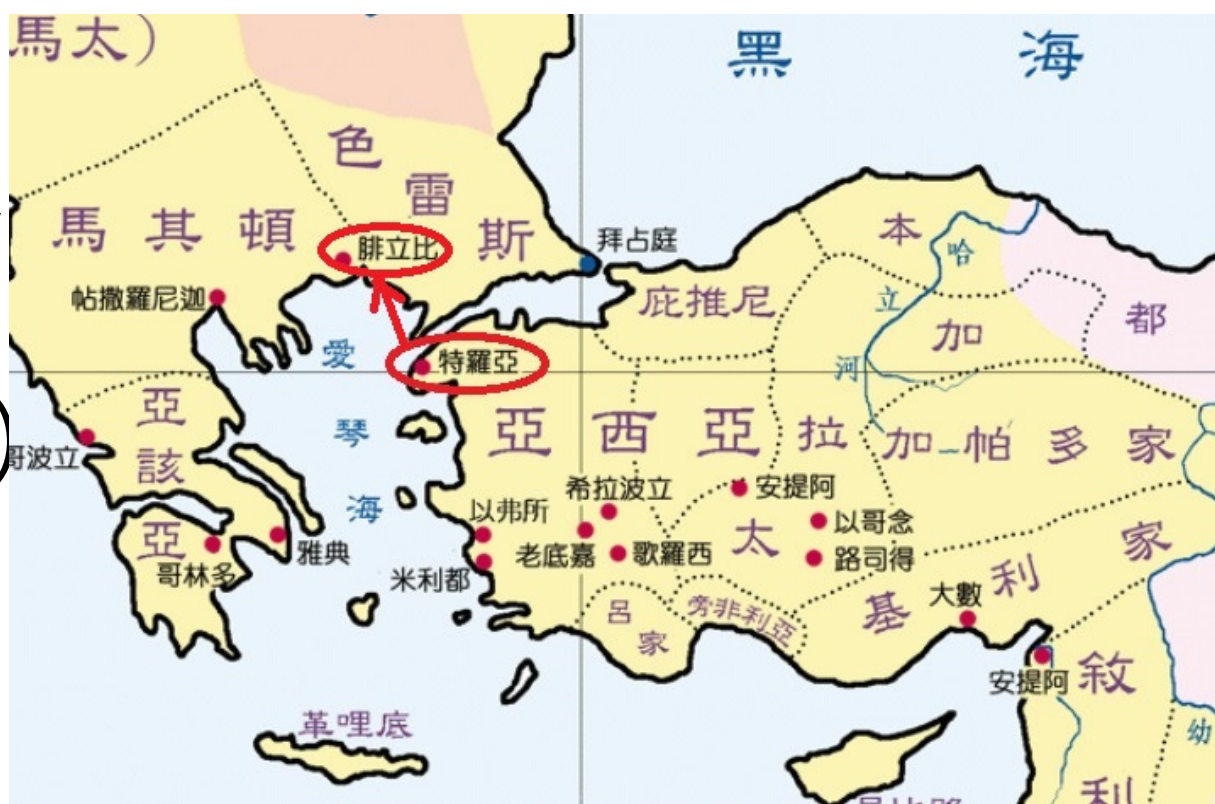 馬太）
黑海
色雷斯
馬其頓
腓立比
拜占庭
本都
哈立河
帖撒羅尼迦
庇推尼
加拉太
愛琴海
特羅亞
亞該亞
亞西亞
加帕多家
哥波立
希拉波立
安提阿
以弗所
以哥念
老底嘉
歌羅西
路司得
雅典
哥林多
米利都
呂家
旁非利亞
基利家
大數
安提阿
敘利
革哩底
幼